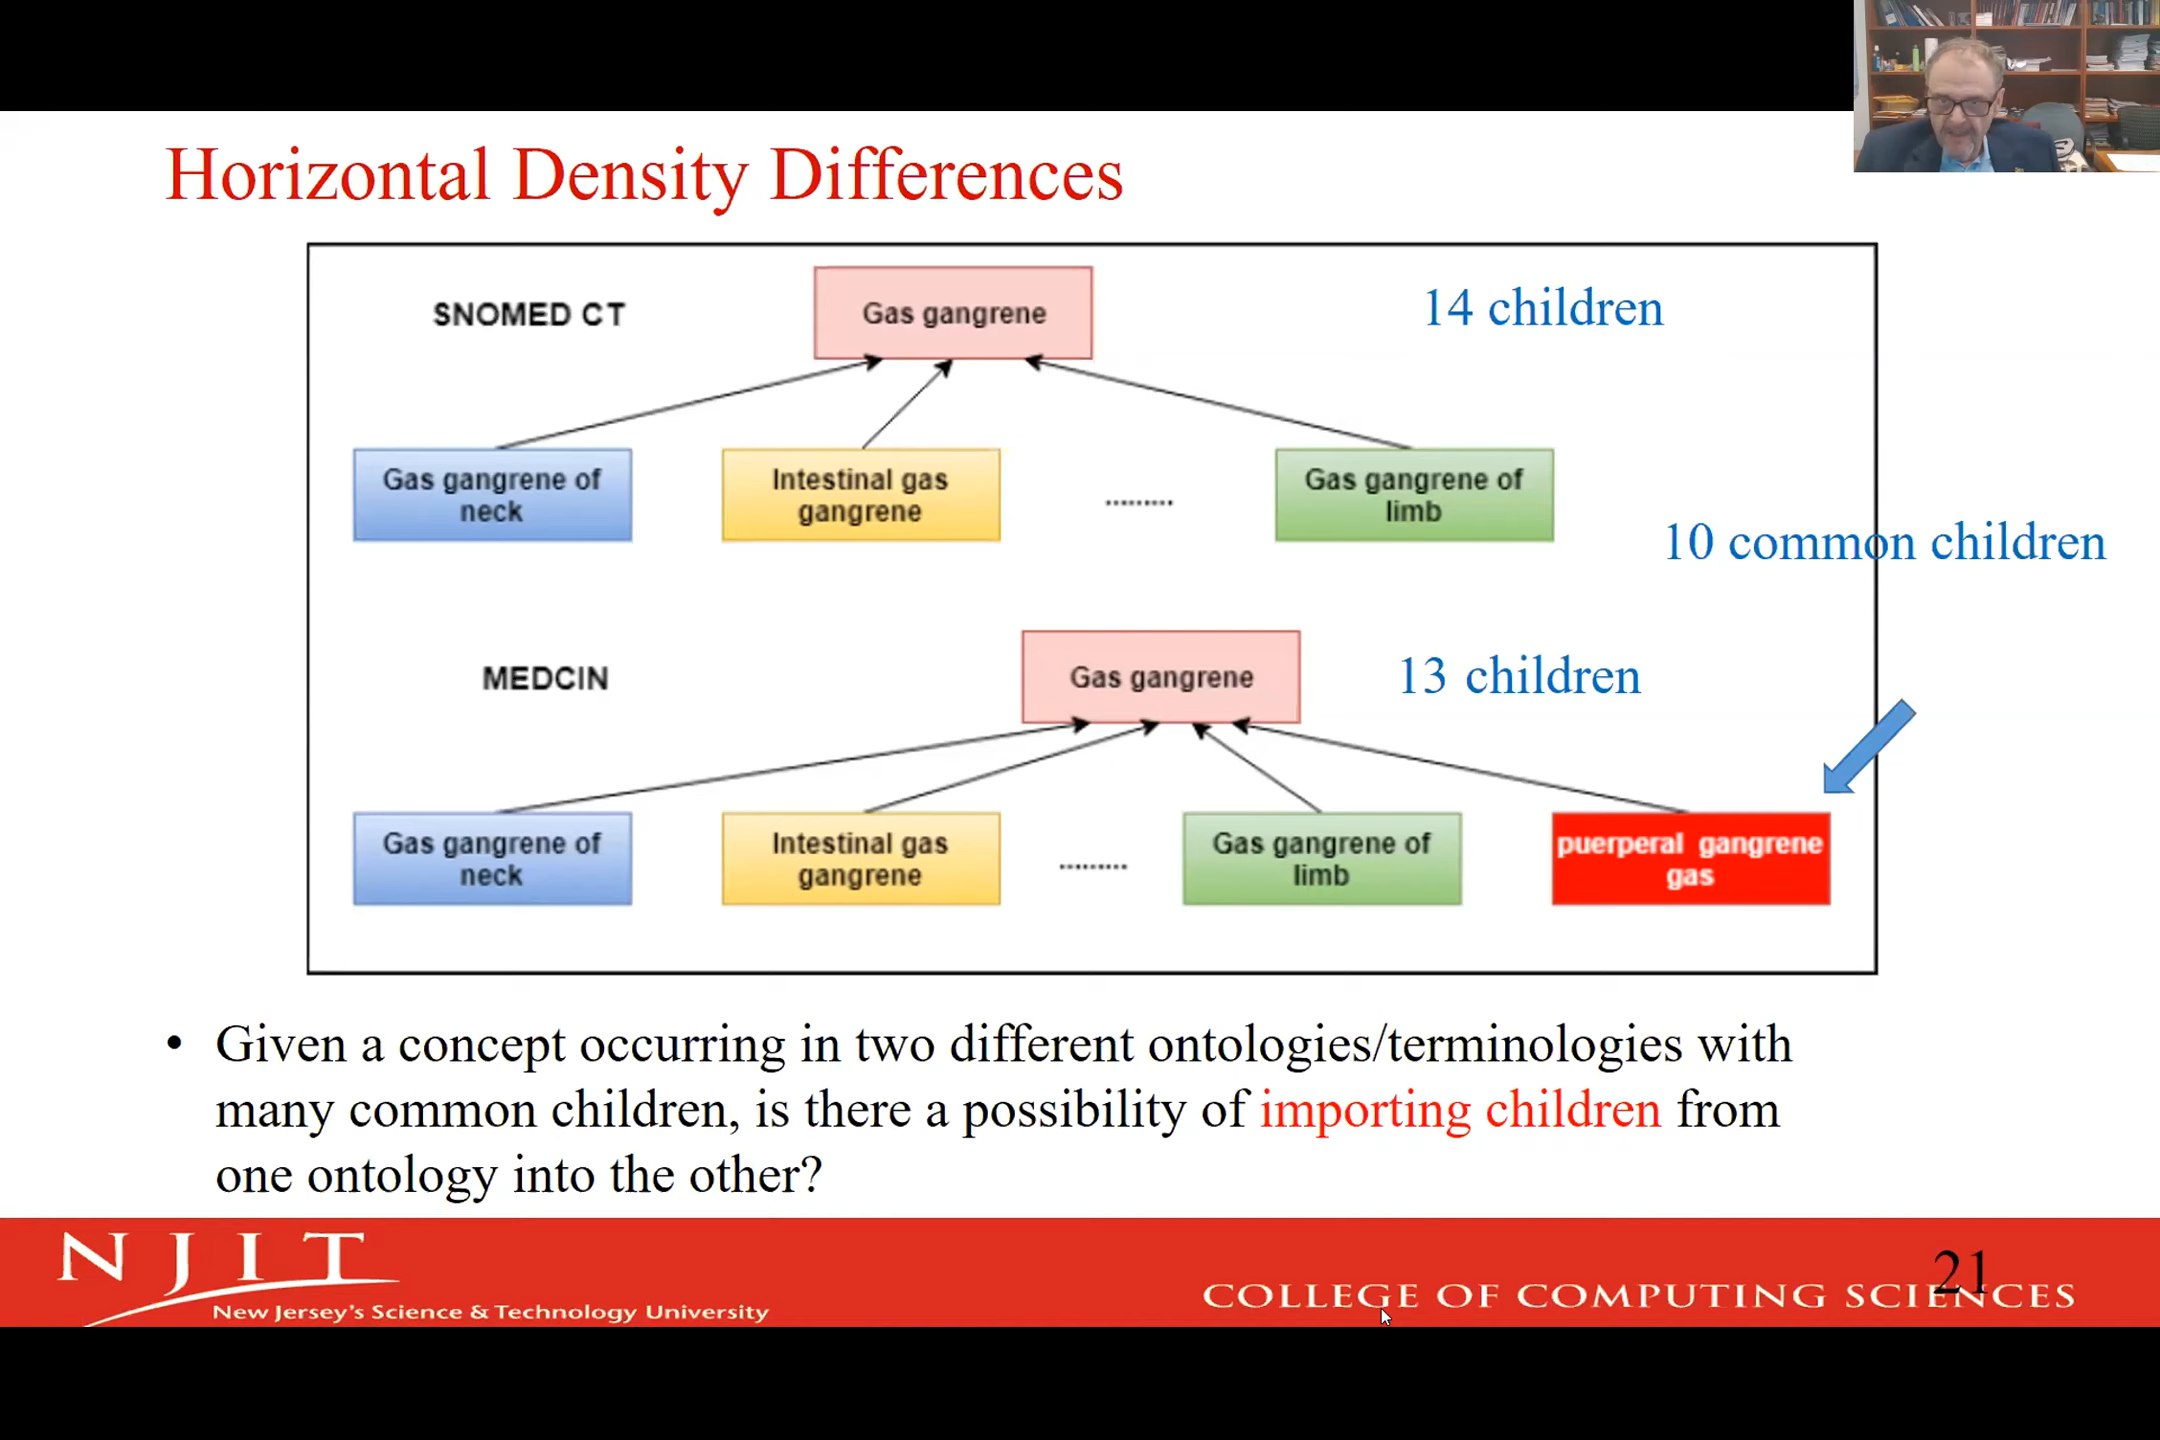 Horizontal Density Differences
SNOMED CT
Gas gangrene
14 children
Gas gangrene of
neck
Intestinal gas
gangrene
.........
Gas gangrene of
limb
10 common children
MEDCIN
Gas gangrene
13 children
Gas gangrene of
neck
Intestinal gas
gangrene
.........
Gas gangrene of
limb
puerperal gangrene
gas
• Given a concept occurring in two different ontologies/terminologies with
many common children, is there a possibility of importing children from
one ontology into the other?
NJIT
New Jersey's Science & Technology University
COLLEGE OF COMPUTING SCIENCES
21